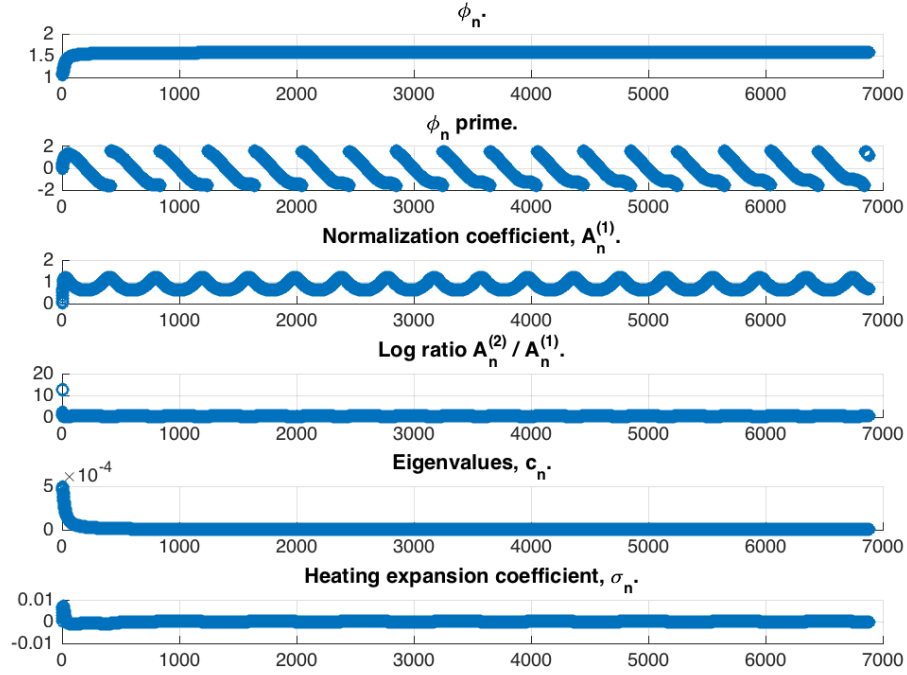 ϕn.
2
1.5
1
0 1000 2000 3000 4000 5000 6000 7000
ϕn prime.
2
0
-2
0 1000 2000 3000 4000 5000 6000 7000
Normalization coefficient, An(1).
2
1
0
0 1000 2000 3000 4000 5000 6000 7000
Log ratio An(2) / An(1).
20
10
0
0 1000 2000 3000 4000 5000 6000 7000
Eigenvalues, cn.
×10-4
5
0
0 1000 2000 3000 4000 5000 6000 7000
Heating expansion coefficient, σn.
0.01
0
-0.01
0 1000 2000 3000 4000 5000 6000 7000